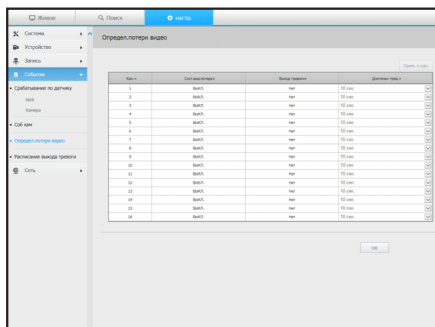 Живое
Поиск
настр.
Система
Устройство
Запись
Событие
Срабатывание по датчику
Камера
Соб кам
Определ.потери видео
Расписание выхода тревоги
Сеть
Определ.потери видео
Прим. к кам.
Кам.
Сост.вид.потери
Выход тревоги
1 ВЫКЛ. Нет 10 сек.
2 ВЫКЛ. Нет 10 сек.
3 ВЫКЛ. Нет 10 сек.
4 ВЫКЛ. Нет 10 сек.
5 ВЫКЛ. Нет 10 сек.
6 ВЫКЛ. Нет 10 сек.
7 ВЫКЛ. Нет 10 сек.
8 ВЫКЛ. Нет 10 сек.
9 ВЫКЛ. Нет 10 сек.
10 ВЫКЛ. Нет 10 сек.
11 ВЫКЛ. Нет 10 сек.
12 ВЫКЛ. Нет 10 сек.
13 ВЫКЛ. Нет 10 сек.
14 ВЫКЛ. Нет 10 сек.
15 ВЫКЛ. Нет 10 сек.
16 ВЫКЛ. Нет 10 сек.
OK